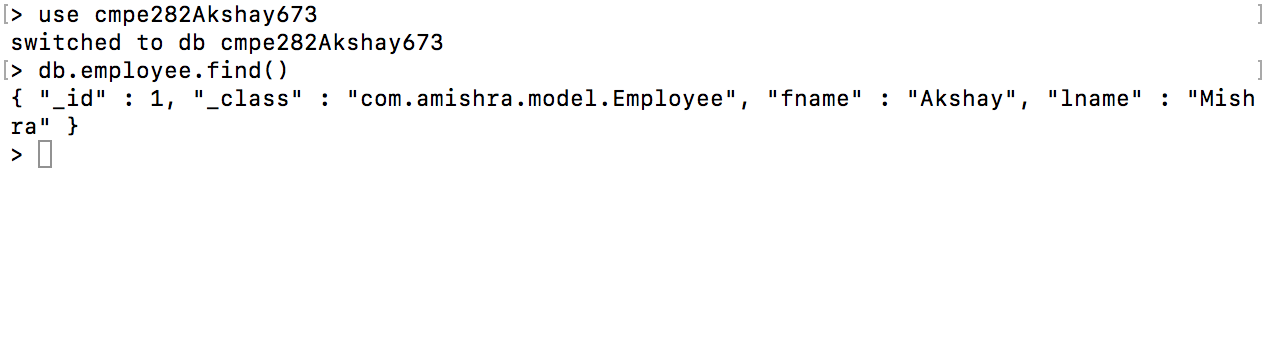 [> use cmpe282Akshay673 ]
switched to db cmpe282Akshay673
[> db.employee.find() ]
{ "_id" : 1, "_class" : "com.amishra.model.Employee", "fname" : "Akshay", "lname" : "Mish
ra" }
>